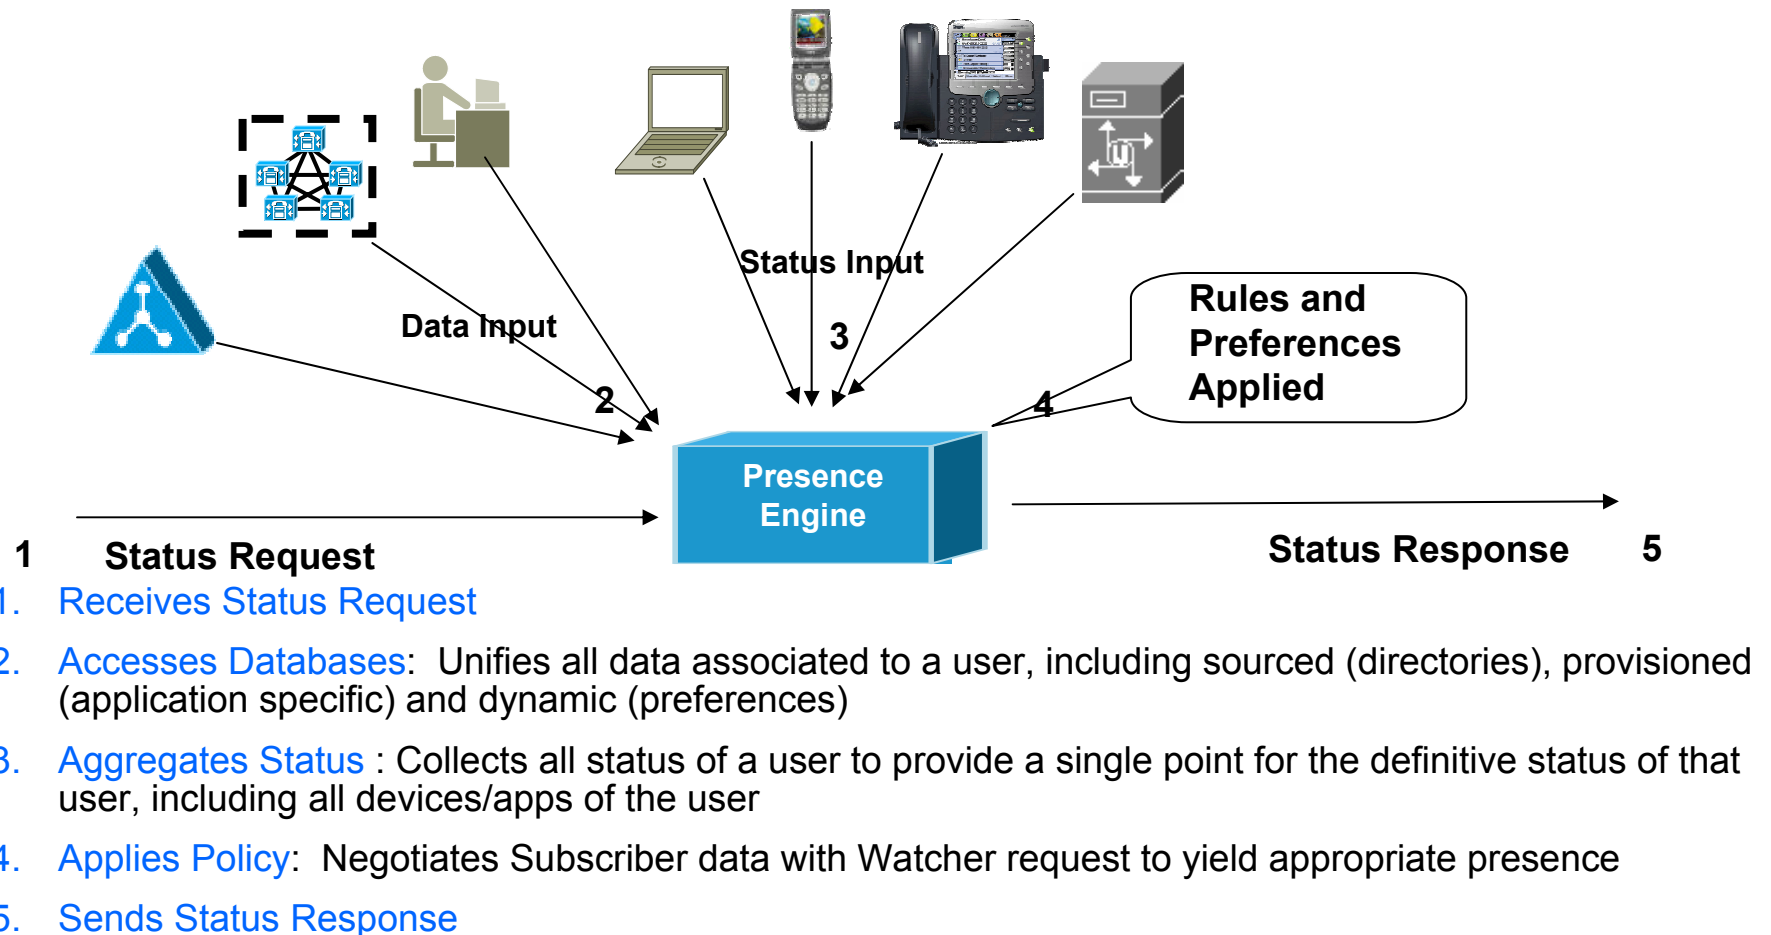 Status Input
Data Input
Rules and
Preferences
Applied
3
2
4
Presence
Engine
1 Status Request
Status Response 5
1. Receives Status Request
2. Accesses Databases: Unifies all data associated to a user, including sourced (directories), provisioned
(application specific) and dynamic (preferences)
3. Aggregates Status : Collects all status of a user to provide a single point for the definitive status of that
user, including all devices/apps of the user
4. Applies Policy: Negotiates Subscriber data with Watcher request to yield appropriate presence
5. Sends Status Response